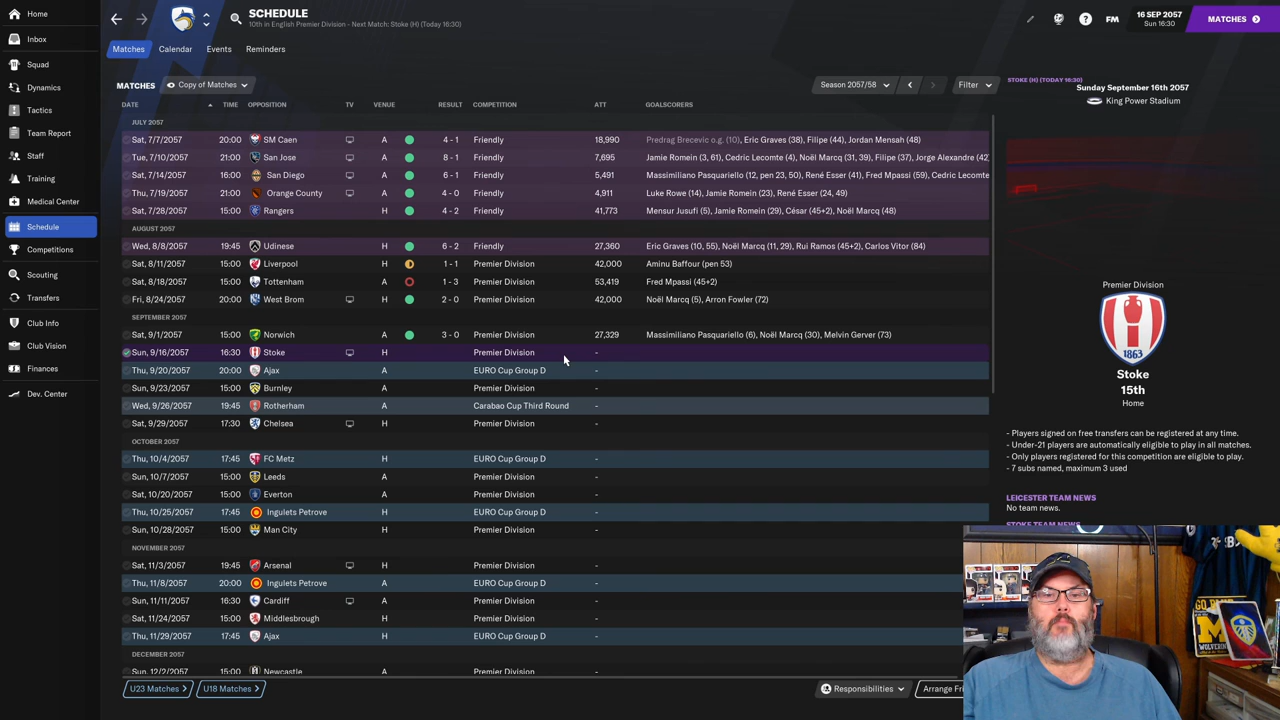 Home
Inbox
Squad
Dynamics
Tactics
Team Report
Staff
Training
Medical Center
Schedule
Competitions
Scouting
Transfers
Club Info
Club Vision
Finances
Dev. Center
SCHEDULE
10th in English Premier Division - Next Match: Stoke (H) (Today 16:30)
FM
16 SEP 2057
Sun 16:30
MATCHES
Matches Calendar Events Reminders
MATCHES Copy of Matches Season 2057/58 Filter
DATE TIME OPPOSITION TV VENUE RESULT COMPETITION ATT GOALSCORERS
JULY 2057
Sat, 7/7/2057 20:00 SM Caen A 4 - 1 Friendly 18,990 Predrag Brecevic o.g. (10), Eric Graves (38), Filipe (44), Jordan Mensah (48)
Tue, 7/10/2057 21:00 San Jose A 8 - 1 Friendly 7,695 Jamie Romein (3, 61), Cedric Lecomte (4), Noël Marcq (31, 39), Filipe (37), Jorge Alexandre (42
Sat, 7/14/2057 16:00 San Diego A 6 - 1 Friendly 5,491 Massimiliano Pasquariello (12, pen 23, 50), René Esser (41), Fred Mpassi (59), Cedric Lecomte
Thu, 7/19/2057 21:00 Orange County A 4 - 0 Friendly 4,911 Luke Rowe (14), Jamie Romein (23), René Esser (24, 49)
Sat, 7/28/2057 15:00 Rangers H 4 - 2 Friendly 41,773 Mensur Jusufi (5), Jamie Romein (29), César (45+2), Noël Marcq (48)
AUGUST 2057
Wed, 8/8/2057 19:45 Udinese H 6 - 2 Friendly 27,360 Eric Graves (10, 55), Noël Marcq (11, 29), Rui Ramos (45+2), Carlos Vitor (84)
Sat, 8/11/2057 15:00 Liverpool H 1 - 1 Premier Division 42,000 Aminu Baffour (pen 53)
Sat, 8/18/2057 15:00 Tottenham A 1 - 3 Premier Division 53,419 Fred Mpassi (45+2)
Fri, 8/24/2057 20:00 West Brom H 2 - 0 Premier Division 42,000 Noël Marcq (5), Arron Fowler (72)
SEPTEMBER 2057
Sat, 9/1/2057 15:00 Norwich A 3 - 0 Premier Division 27,329 Massimiliano Pasquariello (6), Noël Marcq (30), Melvin Gerver (73)
Sun, 9/16/2057 16:30 Stoke H Premier Division -
Thu, 9/20/2057 20:00 Ajax A EURO Cup Group D -
Sun, 9/23/2057 15:00 Burnley A Premier Division -
Wed, 9/26/2057 19:45 Rotherham A Carabao Cup Third Round -
Sat, 9/29/2057 17:30 Chelsea H Premier Division -
OCTOBER 2057
Thu, 10/4/2057 17:45 FC Metz H EURO Cup Group D -
Sun, 10/7/2057 15:00 Leeds A Premier Division -
Sat, 10/20/2057 15:00 Everton A Premier Division -
Thu, 10/25/2057 17:45 Ingulets Petrove H EURO Cup Group D -
Sun, 10/28/2057 15:00 Man City H Premier Division -
NOVEMBER 2057
Sat, 11/3/2057 19:45 Arsenal A Premier Division -
Thu, 11/8/2057 20:00 Ingulets Petrove A EURO Cup Group D -
Sun, 11/11/2057 16:30 Cardiff A Premier Division -
Sat, 11/24/2057 15:00 Middlesbrough H Premier Division -
Thu, 11/29/2057 17:45 Ajax H EURO Cup Group D -
DECEMBER 2057
Sun, 12/2/2057 15:00 Newcastle A Premier Division -
U23 Matches U18 Matches Responsibilities Arrange Fri
STOKE (H) (TODAY 16:30)
Sunday September 16th 2057
King Power Stadium
Premier Division
1863
Stoke
15th
Home
- Players signed on free transfers can be registered at any time.
- Under-21 players are automatically eligible to play in all matches.
- Only players registered for this competition are eligible to play.
- 7 subs named, maximum 3 used
LEICESTER TEAM NEWS
No team news.
STOKE TEAM NEWS
GO BLUE
M
WOLVERINE